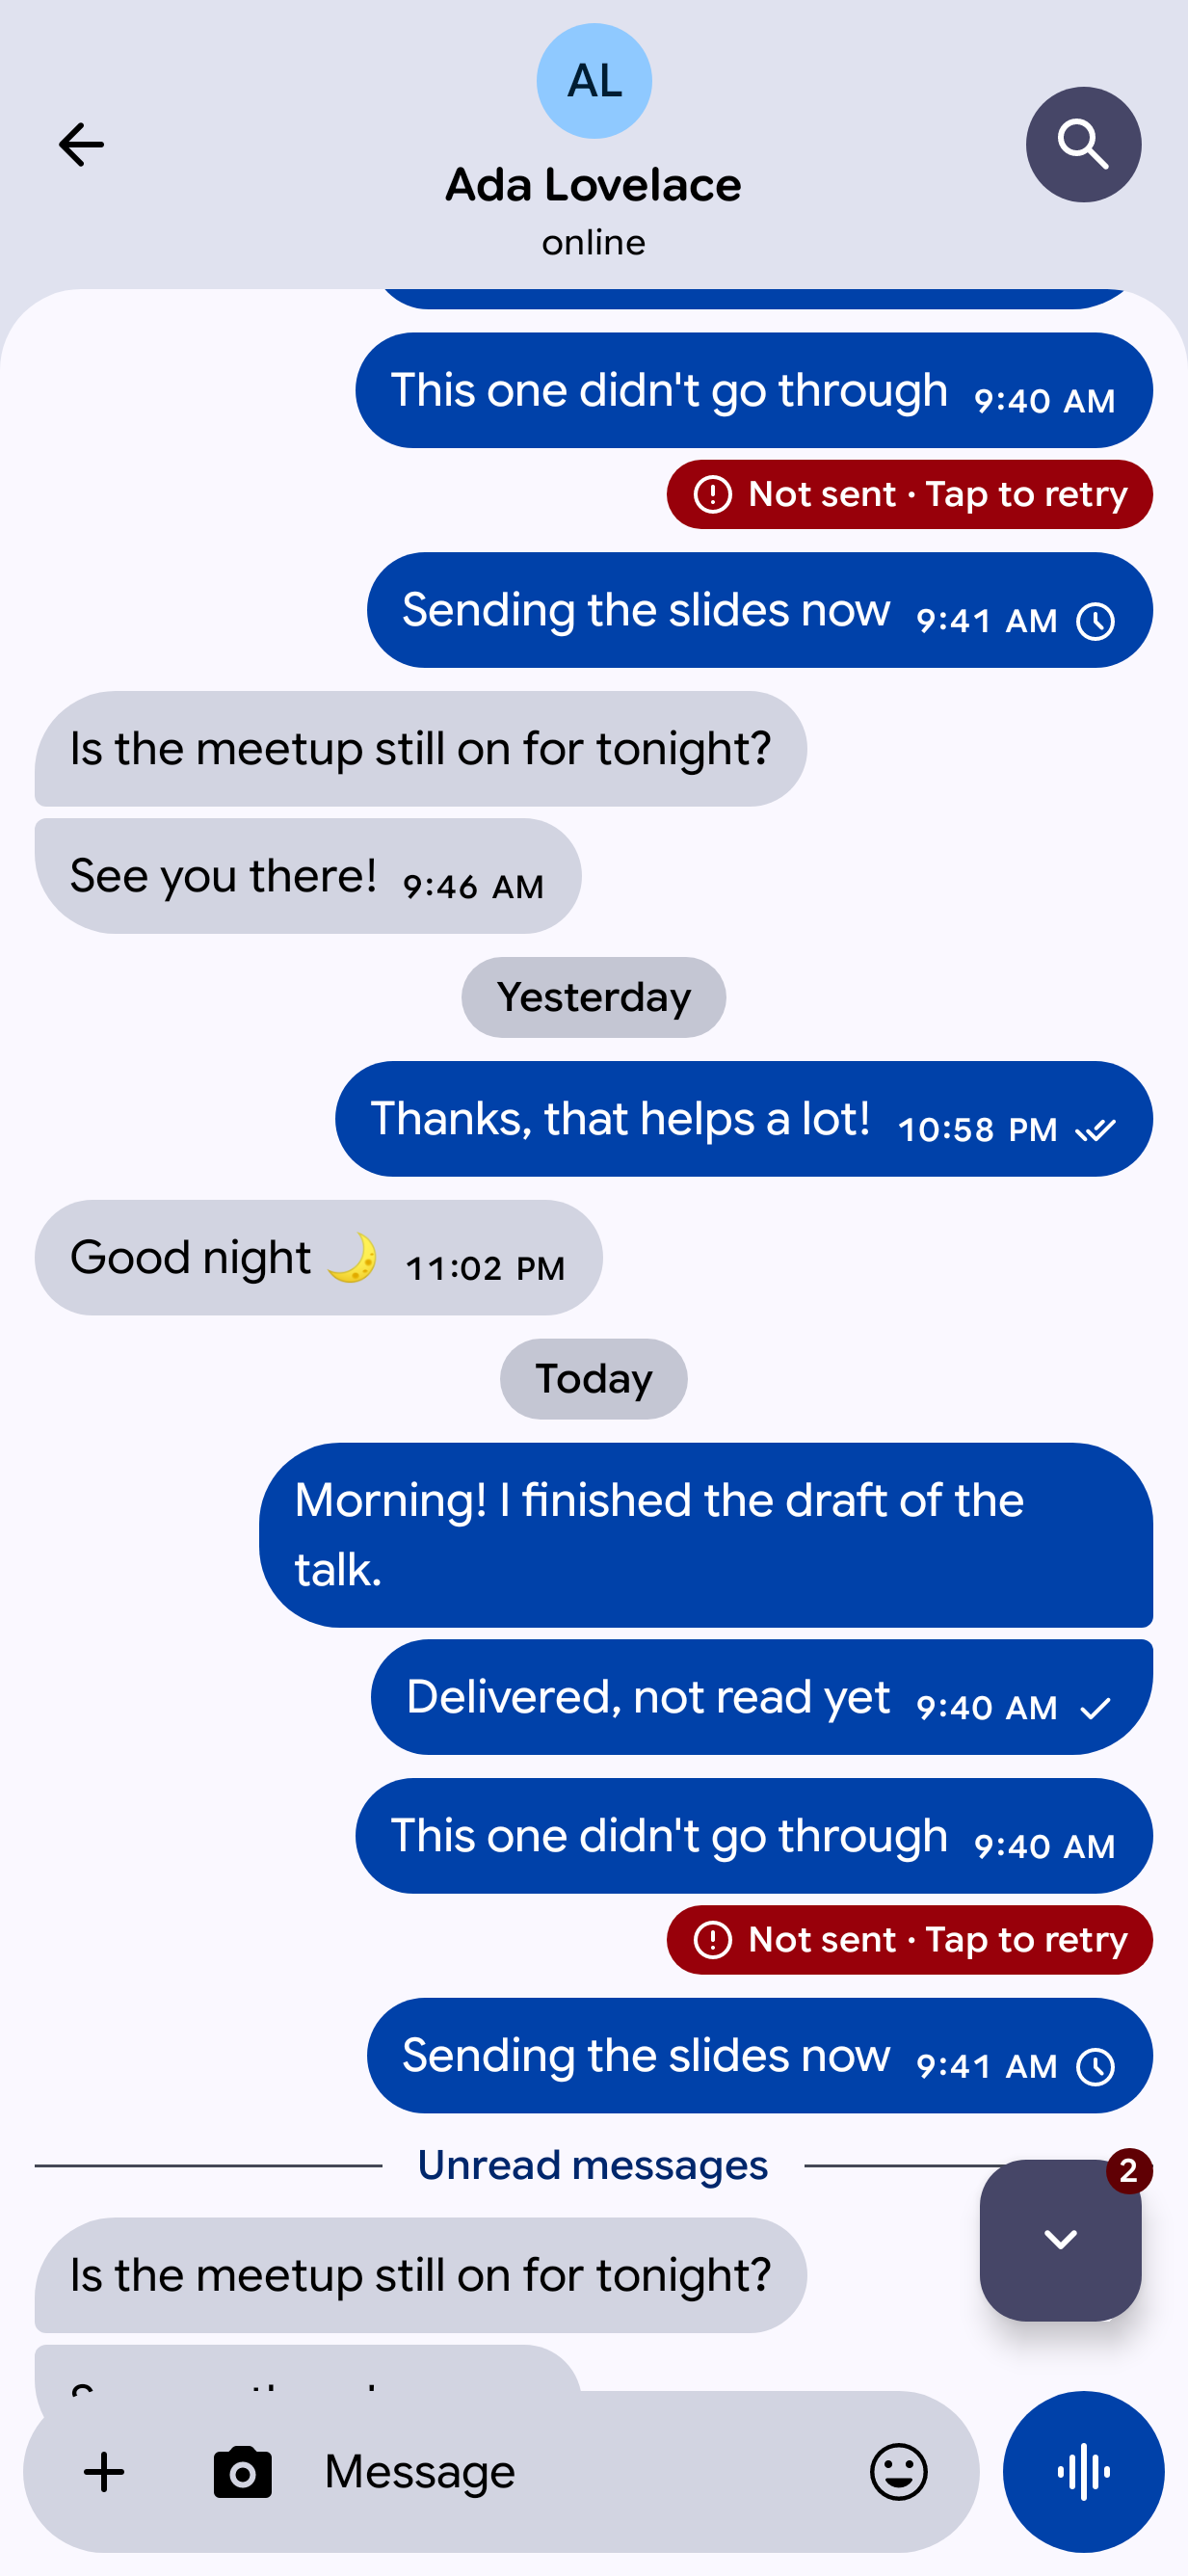 AL
Ada Lovelace
online
This one didn't go through 9:40 AM
Not sent · Tap to retry
Sending the slides now 9:41 AM
Is the meetup still on for tonight?
See you there! 9:46 AM
Yesterday
Thanks, that helps a lot! 10:58 PM
Good night 🌙 11:02 PM
Today
Morning! I finished the draft of the
talk.
Delivered, not read yet 9:40 AM
This one didn't go through 9:40 AM
Not sent · Tap to retry
Sending the slides now 9:41 AM
Unread messages
2
Is the meetup still on for tonight?
Message